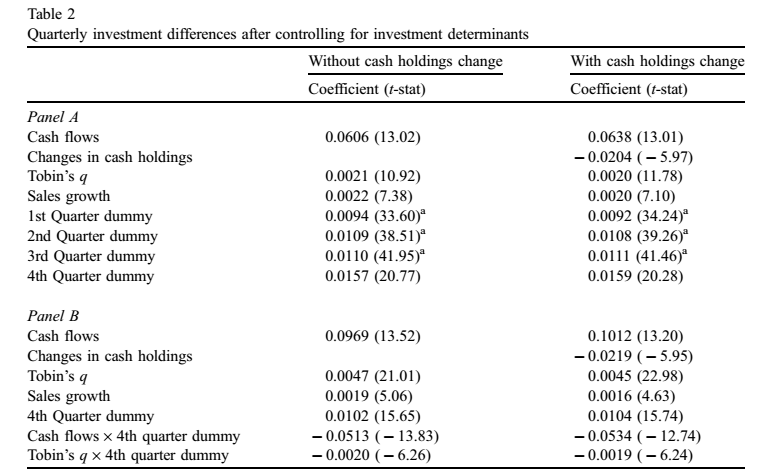 Table 2
Quarterly investment differences after controlling for investment determinants
Without cash holdings change With cash holdings change
Coefficient (t-stat) Coefficient (t-stat)
Panel A
Cash flows 0.0606 (13.02) 0.0638 (13.01)
Changes in cash holdings − 0.0204 ( − 5.97)
Tobin's q 0.0021 (10.92) 0.0020 (11.78)
Sales growth 0.0022 (7.38) 0.0020 (7.10)
1st Quarter dummy 0.0094 (33.60)ᵃ 0.0092 (34.24)ᵃ
2nd Quarter dummy 0.0109 (38.51)ᵃ 0.0108 (39.26)ᵃ
3rd Quarter dummy 0.0110 (41.95)ᵃ 0.0111 (41.46)ᵃ
4th Quarter dummy 0.0157 (20.77) 0.0159 (20.28)
Panel B
Cash flows 0.0969 (13.52) 0.1012 (13.20)
Changes in cash holdings − 0.0219 ( − 5.95)
Tobin's q 0.0047 (21.01) 0.0045 (22.98)
Sales growth 0.0019 (5.06) 0.0016 (4.63)
4th Quarter dummy 0.0102 (15.65) 0.0104 (15.74)
Cash flows × 4th quarter dummy − 0.0513 ( − 13.83) − 0.0534 ( − 12.74)
Tobin's q × 4th quarter dummy − 0.0020 ( − 6.26) − 0.0019 ( − 6.24)